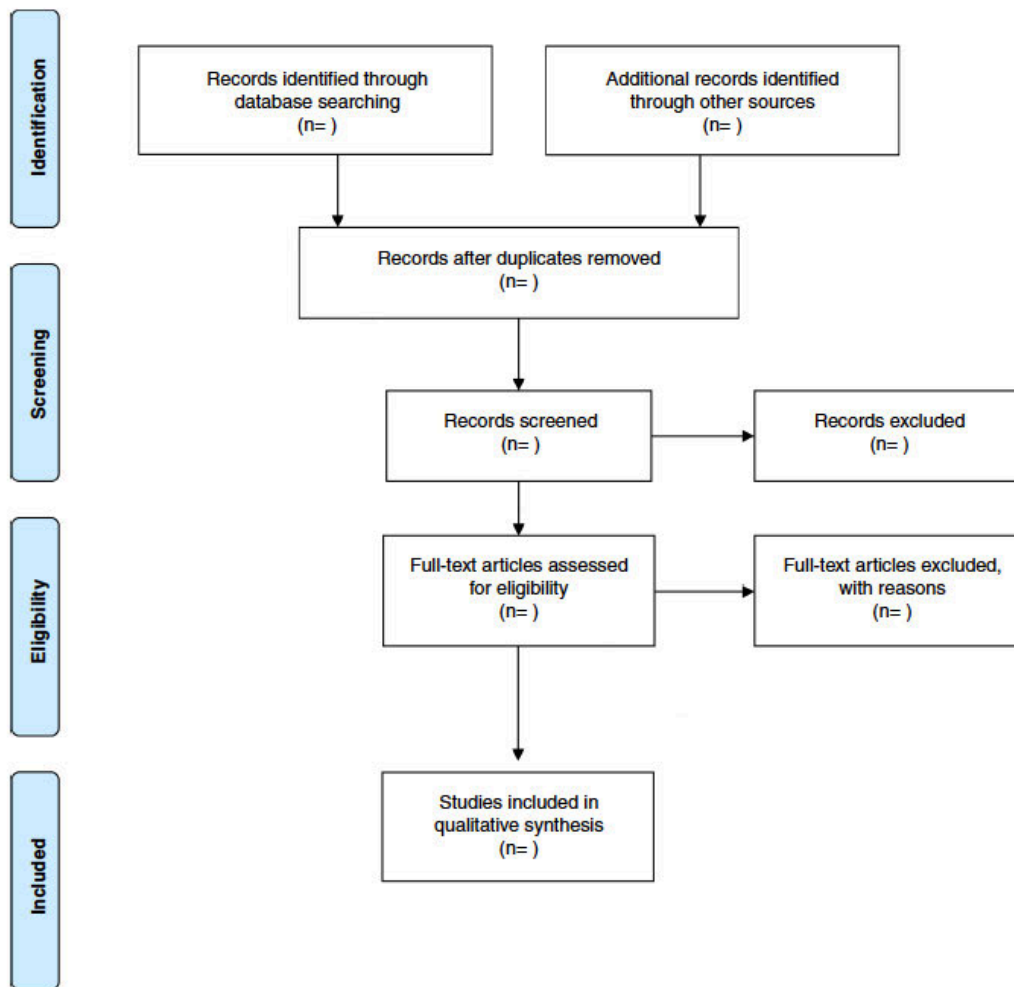 Identification
Records identified through
database searching
(n= )
Additional records identified
through other sources
(n= )
Records after duplicates removed
(n= )
Screening
Records screened
(n= )
Records excluded
(n= )
Eligibility
Full-text articles assessed
for eligibility
(n= )
Full-text articles excluded,
with reasons
(n= )
Included
Studies included in
qualitative synthesis
(n= )